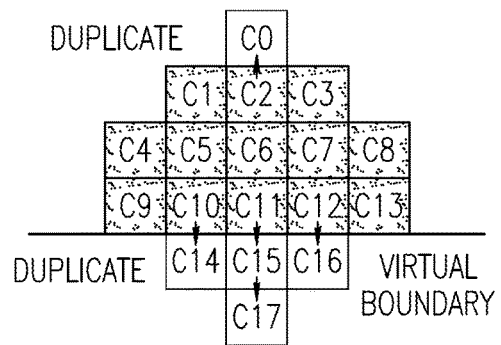 DUPLICATE C0
C1 C2 C3
C4 C5 C6 C7 C8
C9 C10 C11 C12 C13
DUPLICATE C14 C15 C16 VIRTUAL
BOUNDARY
C17